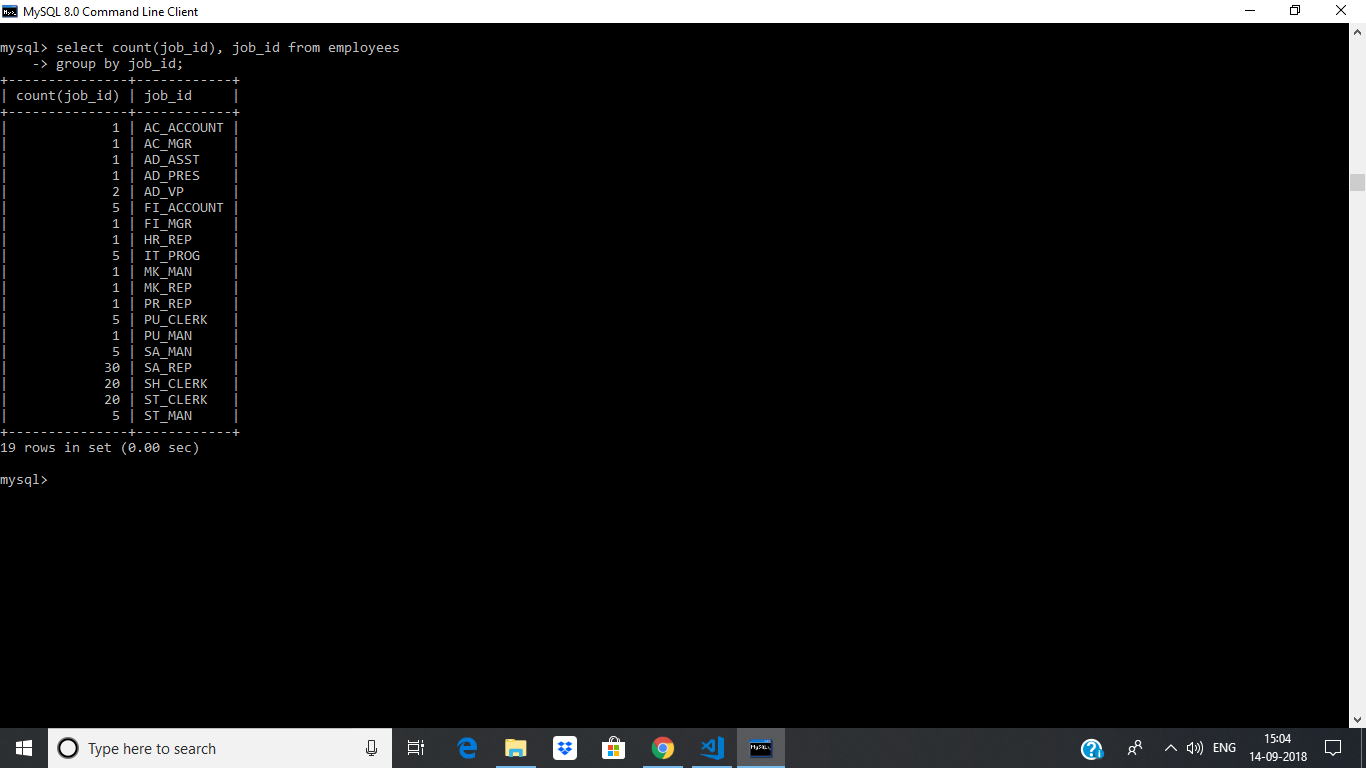 MySQL 8.0 Command Line Client
mysql> select count(job_id), job_id from employees
    -> group by job_id;
+---------------+------------+
| count(job_id) | job_id     |
+---------------+------------+
|             1 | AC_ACCOUNT |
|             1 | AC_MGR     |
|             1 | AD_ASST    |
|             1 | AD_PRES    |
|             2 | AD_VP      |
|             5 | FI_ACCOUNT |
|             1 | FI_MGR     |
|             1 | HR_REP     |
|             5 | IT_PROG    |
|             1 | MK_MAN     |
|             1 | MK_REP     |
|             1 | PR_REP     |
|             5 | PU_CLERK   |
|             1 | PU_MAN     |
|             5 | SA_MAN     |
|            30 | SA_REP     |
|            20 | SH_CLERK   |
|            20 | ST_CLERK   |
|             5 | ST_MAN     |
+---------------+------------+
19 rows in set (0.00 sec)
mysql>
Type here to search
ENG
15:04
14-09-2018